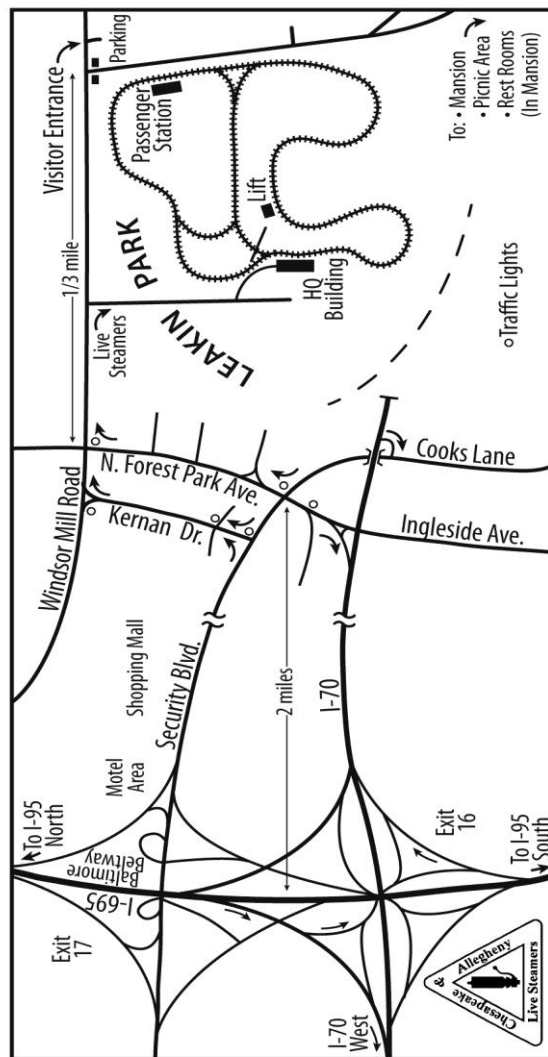 To I-95
North
Baltimore
Beltway
I-695
Exit
17
Motel
Area
Shopping Mall
Security Blvd.
Windsor Mill Road
Kernan Dr.
N. Forest Park Ave.
1/3 mile
Visitor Entrance
Parking
Live
Steamers
LEAKIN PARK
Passenger
Station
Lift
HQ
Building
2 miles
I-70
Ingleside Ave.
Cooks Lane
Traffic Lights
To: • Mansion
• Picnic Area
• Rest Rooms
(In Mansion)
Exit
16
To I-95
South
I-70
West
Chesapeake & Allegheny
Live Steamers